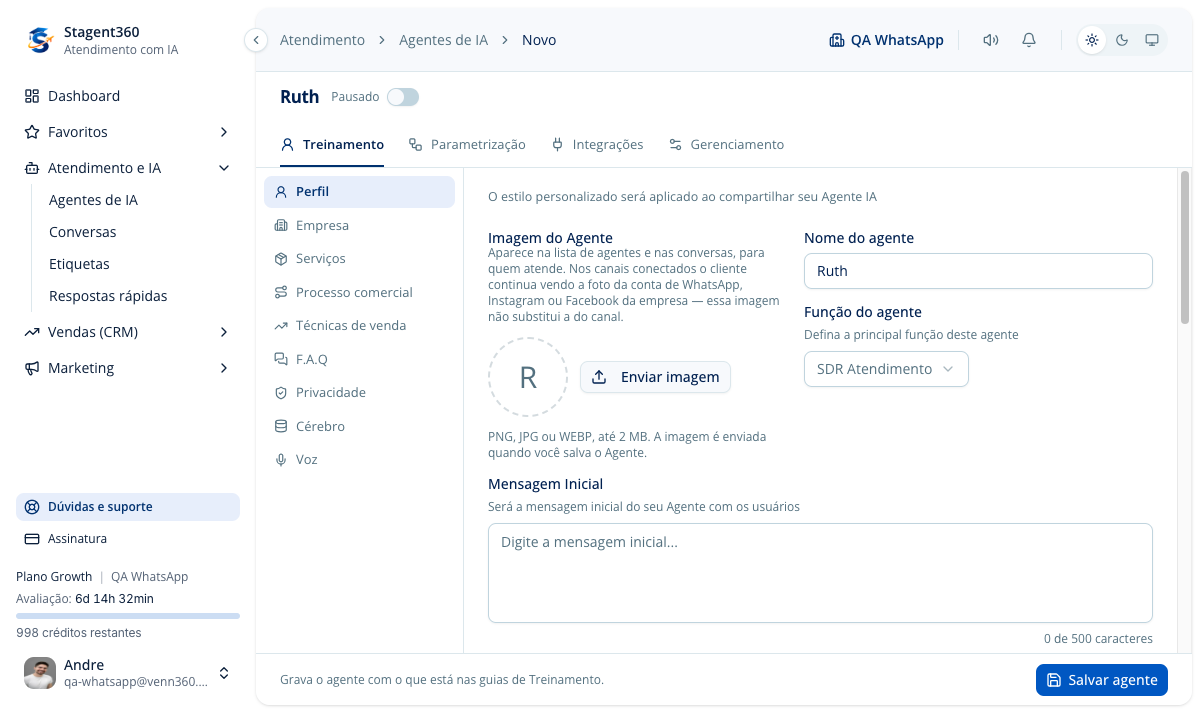 Stagent360
Atendimento com IA
Dashboard
Favoritos
Atendimento e IA
Agentes de IA
Conversas
Etiquetas
Respostas rápidas
Vendas (CRM)
Marketing
Dúvidas e suporte
Assinatura
Plano Growth | QA WhatsApp
Avaliação: 6d 14h 32min
998 créditos restantes
Andre
qa-whatsapp@venn360....
Atendimento > Agentes de IA > Novo
QA WhatsApp
Ruth
Pausado
Treinamento
Parametrização
Integrações
Gerenciamento
Perfil
Empresa
Serviços
Processo comercial
Técnicas de venda
F.A.Q
Privacidade
Cérebro
Voz
O estilo personalizado será aplicado ao compartilhar seu Agente IA
Imagem do Agente
Aparece na lista de agentes e nas conversas, para
quem atende. Nos canais conectados o cliente
continua vendo a foto da conta de WhatsApp,
Instagram ou Facebook da empresa — essa imagem
não substitui a do canal.
R
Enviar imagem
PNG, JPG ou WEBP, até 2 MB. A imagem é enviada
quando você salva o Agente.
Nome do agente
Ruth
Função do agente
Defina a principal função deste agente
SDR Atendimento
Mensagem Inicial
Será a mensagem inicial do seu Agente com os usuários
Digite a mensagem inicial...
0 de 500 caracteres
Grava o agente com o que está nas guias de Treinamento.
Salvar agente